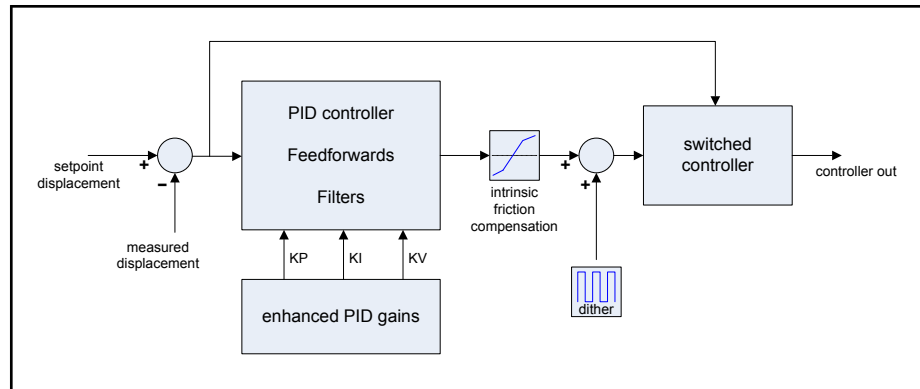 PID controller
Feedforwards
Filters
switched
controller
+
−
setpoint
displacement
measured
displacement
intrinsic
friction
compensation
+
+
controller out
KP
KI
KV
enhanced PID gains
dither